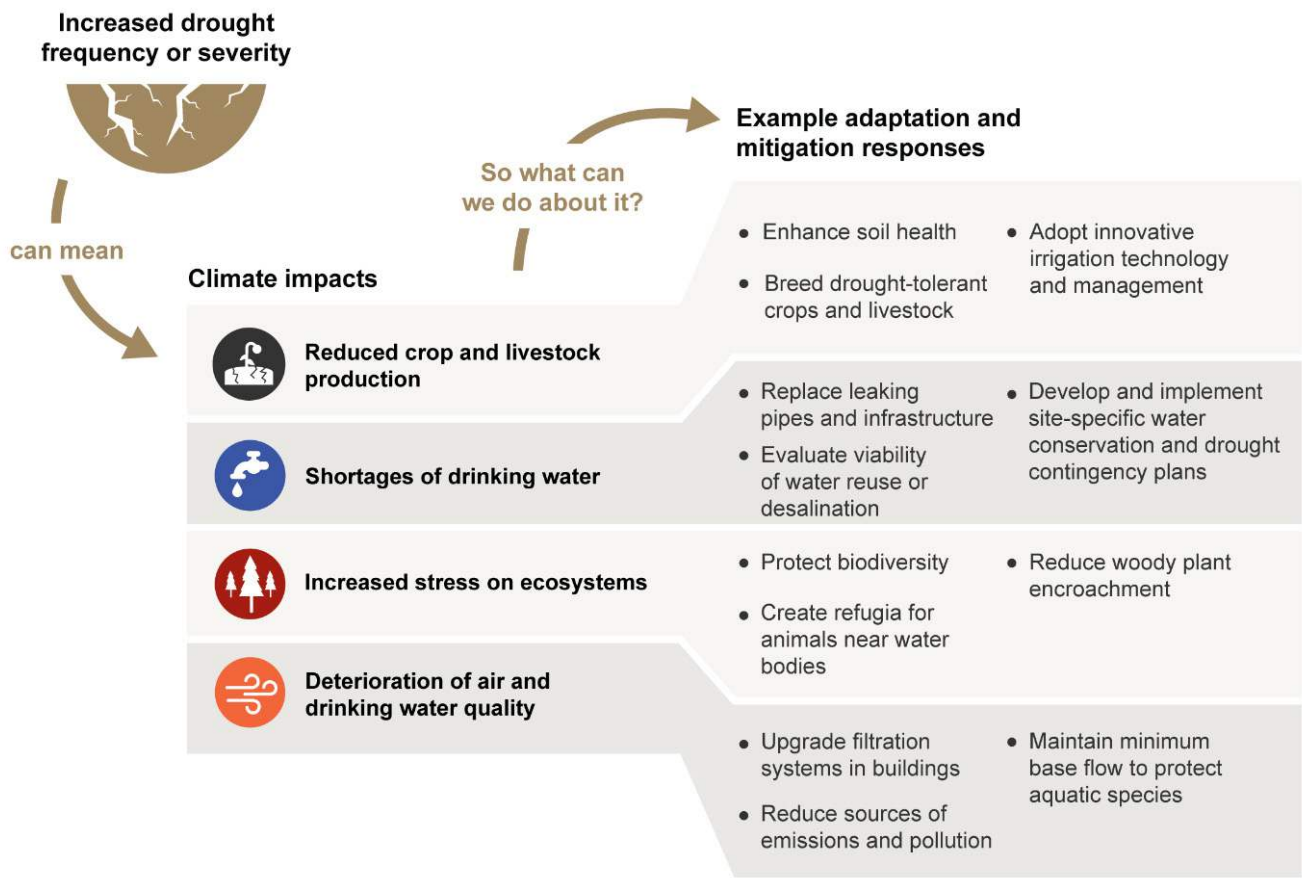 Increased drought
frequency or severity
can mean
Climate impacts
So what can
we do about it?
Example adaptation and
mitigation responses
Reduced crop and livestock
production
• Enhance soil health
• Breed drought-tolerant
crops and livestock
• Adopt innovative
irrigation technology
and management
Shortages of drinking water
• Replace leaking
pipes and infrastructure
• Evaluate viability
of water reuse or
desalination
• Develop and implement
site-specific water
conservation and drought
contingency plans
Increased stress on ecosystems
• Protect biodiversity
• Create refugia for
animals near water
bodies
• Reduce woody plant
encroachment
Deterioration of air and
drinking water quality
• Upgrade filtration
systems in buildings
• Reduce sources of
emissions and pollution
• Maintain minimum
base flow to protect
aquatic species